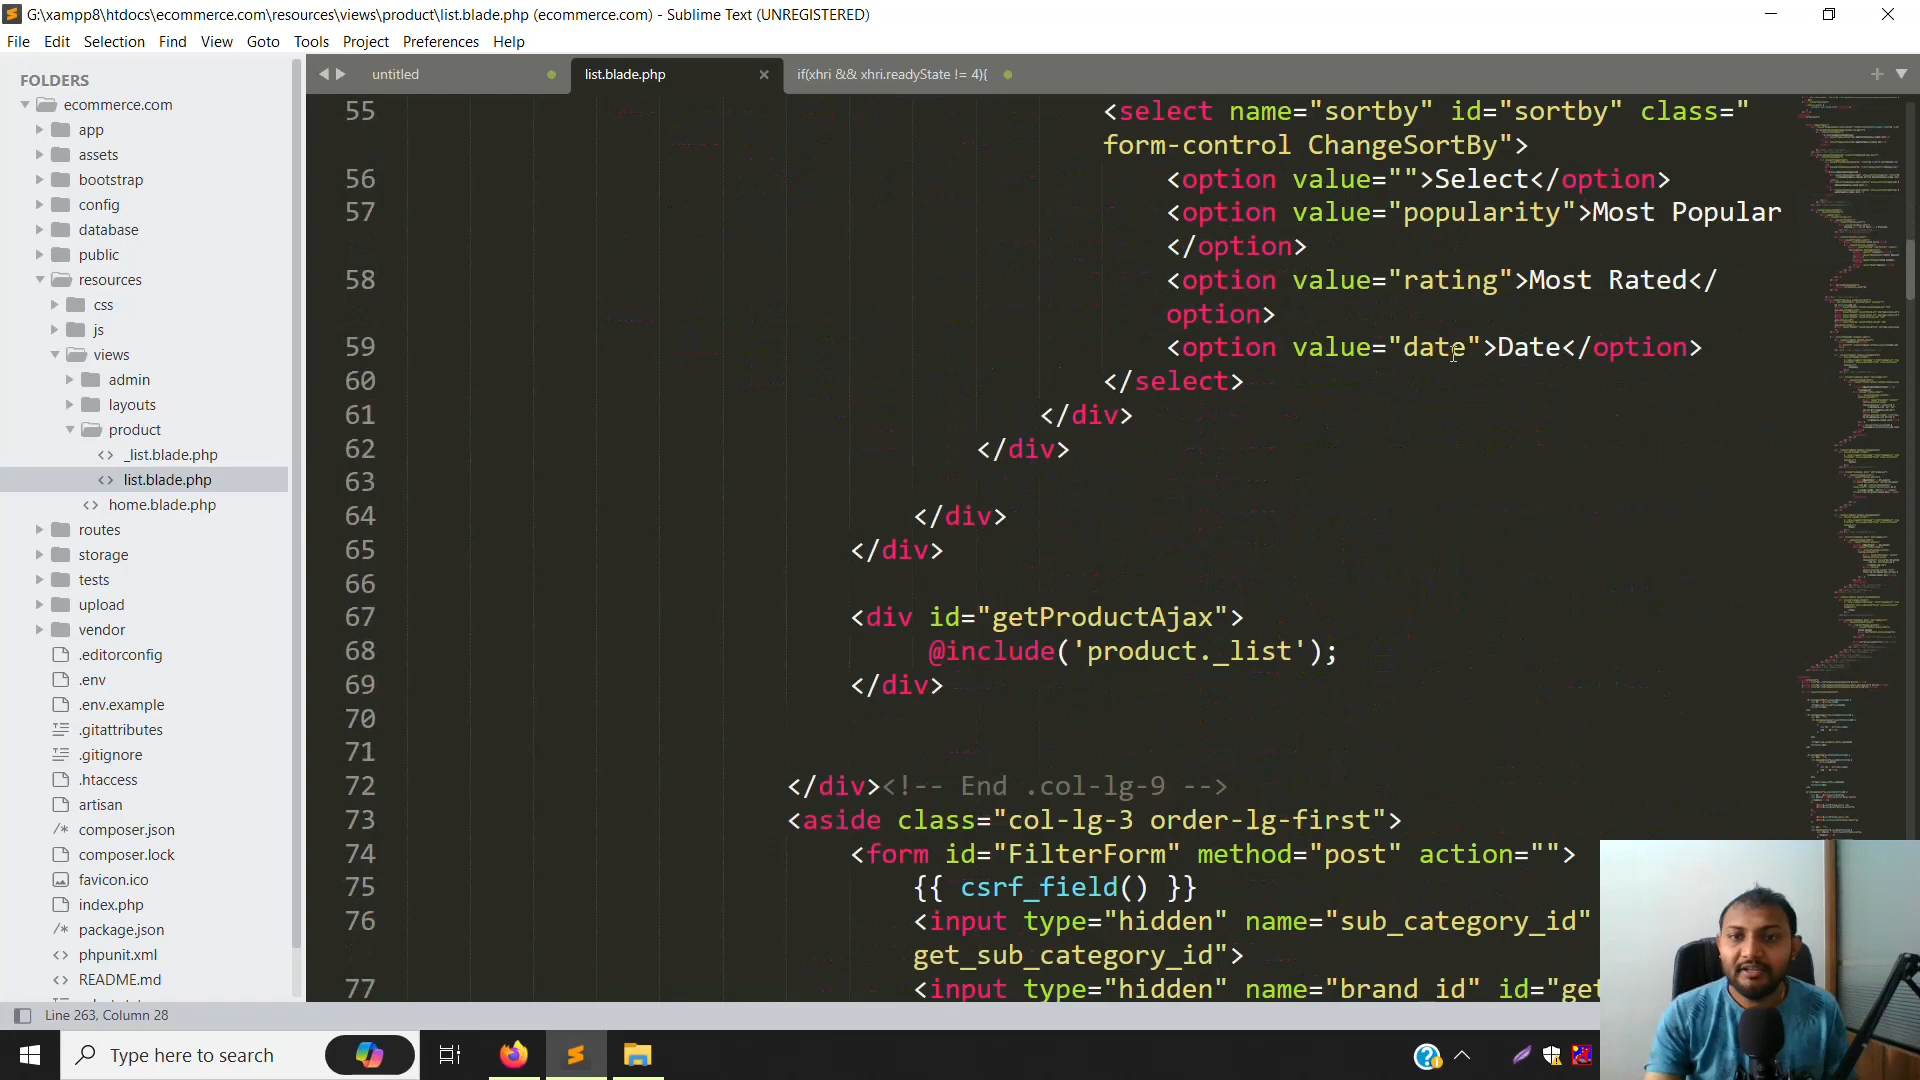 G:\xampp8\htdocs\ecommerce.com\resources\views\product\list.blade.php (ecommerce.com) - Sublime Text (UNREGISTERED)
File Edit Selection Find View Goto Tools Project Preferences Help
FOLDERS
ecommerce.com
app
assets
bootstrap
config
database
public
resources
css
js
views
admin
layouts
product
_list.blade.php
list.blade.php
home.blade.php
routes
storage
tests
upload
vendor
.editorconfig
.env
.env.example
.gitattributes
.gitignore
.htaccess
artisan
composer.json
composer.lock
favicon.ico
index.php
package.json
phpunit.xml
README.md
untitled list.blade.php if(xhri && xhri.readyState != 4){
55 <select name="sortby" id="sortby" class="
form-control ChangeSortBy">
56 <option value="">Select</option>
57 <option value="popularity">Most Popular
</option>
58 <option value="rating">Most Rated</
option>
59 <option value="date">Date</option>
60 </select>
61 </div>
62 </div>
63
64 </div>
65 </div>
66
67 <div id="getProductAjax">
68 @include('product._list');
69 </div>
70
71
72 </div><!-- End .col-lg-9 -->
73 <aside class="col-lg-3 order-lg-first">
74 <form id="FilterForm" method="post" action="">
75 {{ csrf_field() }}
76 <input type="hidden" name="sub_category_id"
get_sub_category_id">
77 <input type="hidden" name="brand_id" id="get
Line 263, Column 28
Type here to search